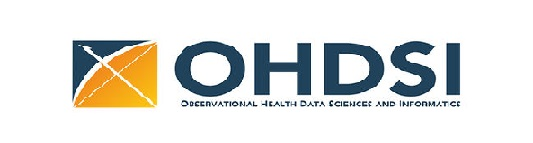 OHDSI
OBSERVATIONAL HEALTH DATA SCIENCES AND INFORMATICS